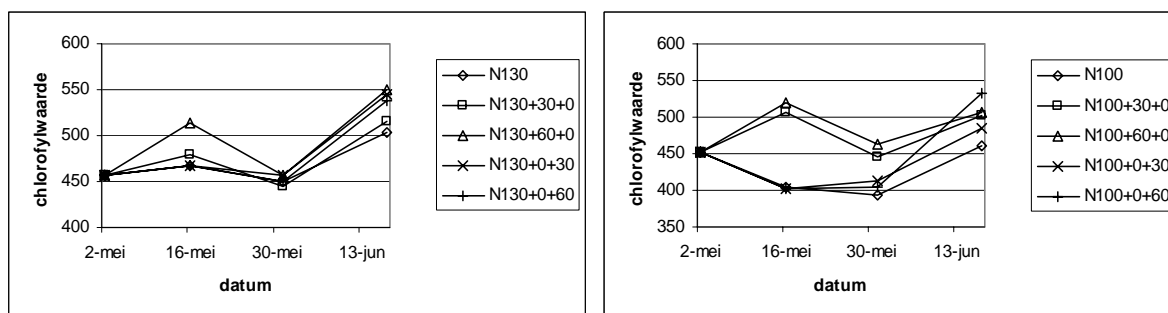 600
550
500
450
400
chlorofylwaarde
2-mei 16-mei 30-mei 13-jun
datum
N130
N130+30+0
N130+60+0
N130+0+30
N130+0+60
600
550
500
450
400
350
chlorofylwaarde
2-mei 16-mei 30-mei 13-jun
datum
N100
N100+30+0
N100+60+0
N100+0+30
N100+0+60